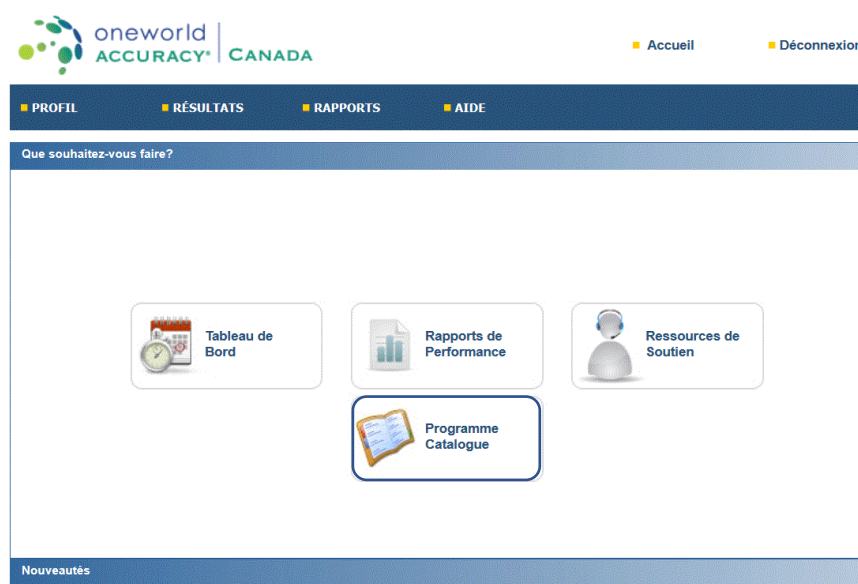 oneworld
ACCURACY® CANADA
Accueil
Déconnexion
PROFIL
RÉSULTATS
RAPPORTS
AIDE
Que souhaitez-vous faire?
Tableau de
Bord
Rapports de
Performance
Ressources de
Soutien
Programme
Catalogue
Nouveautés